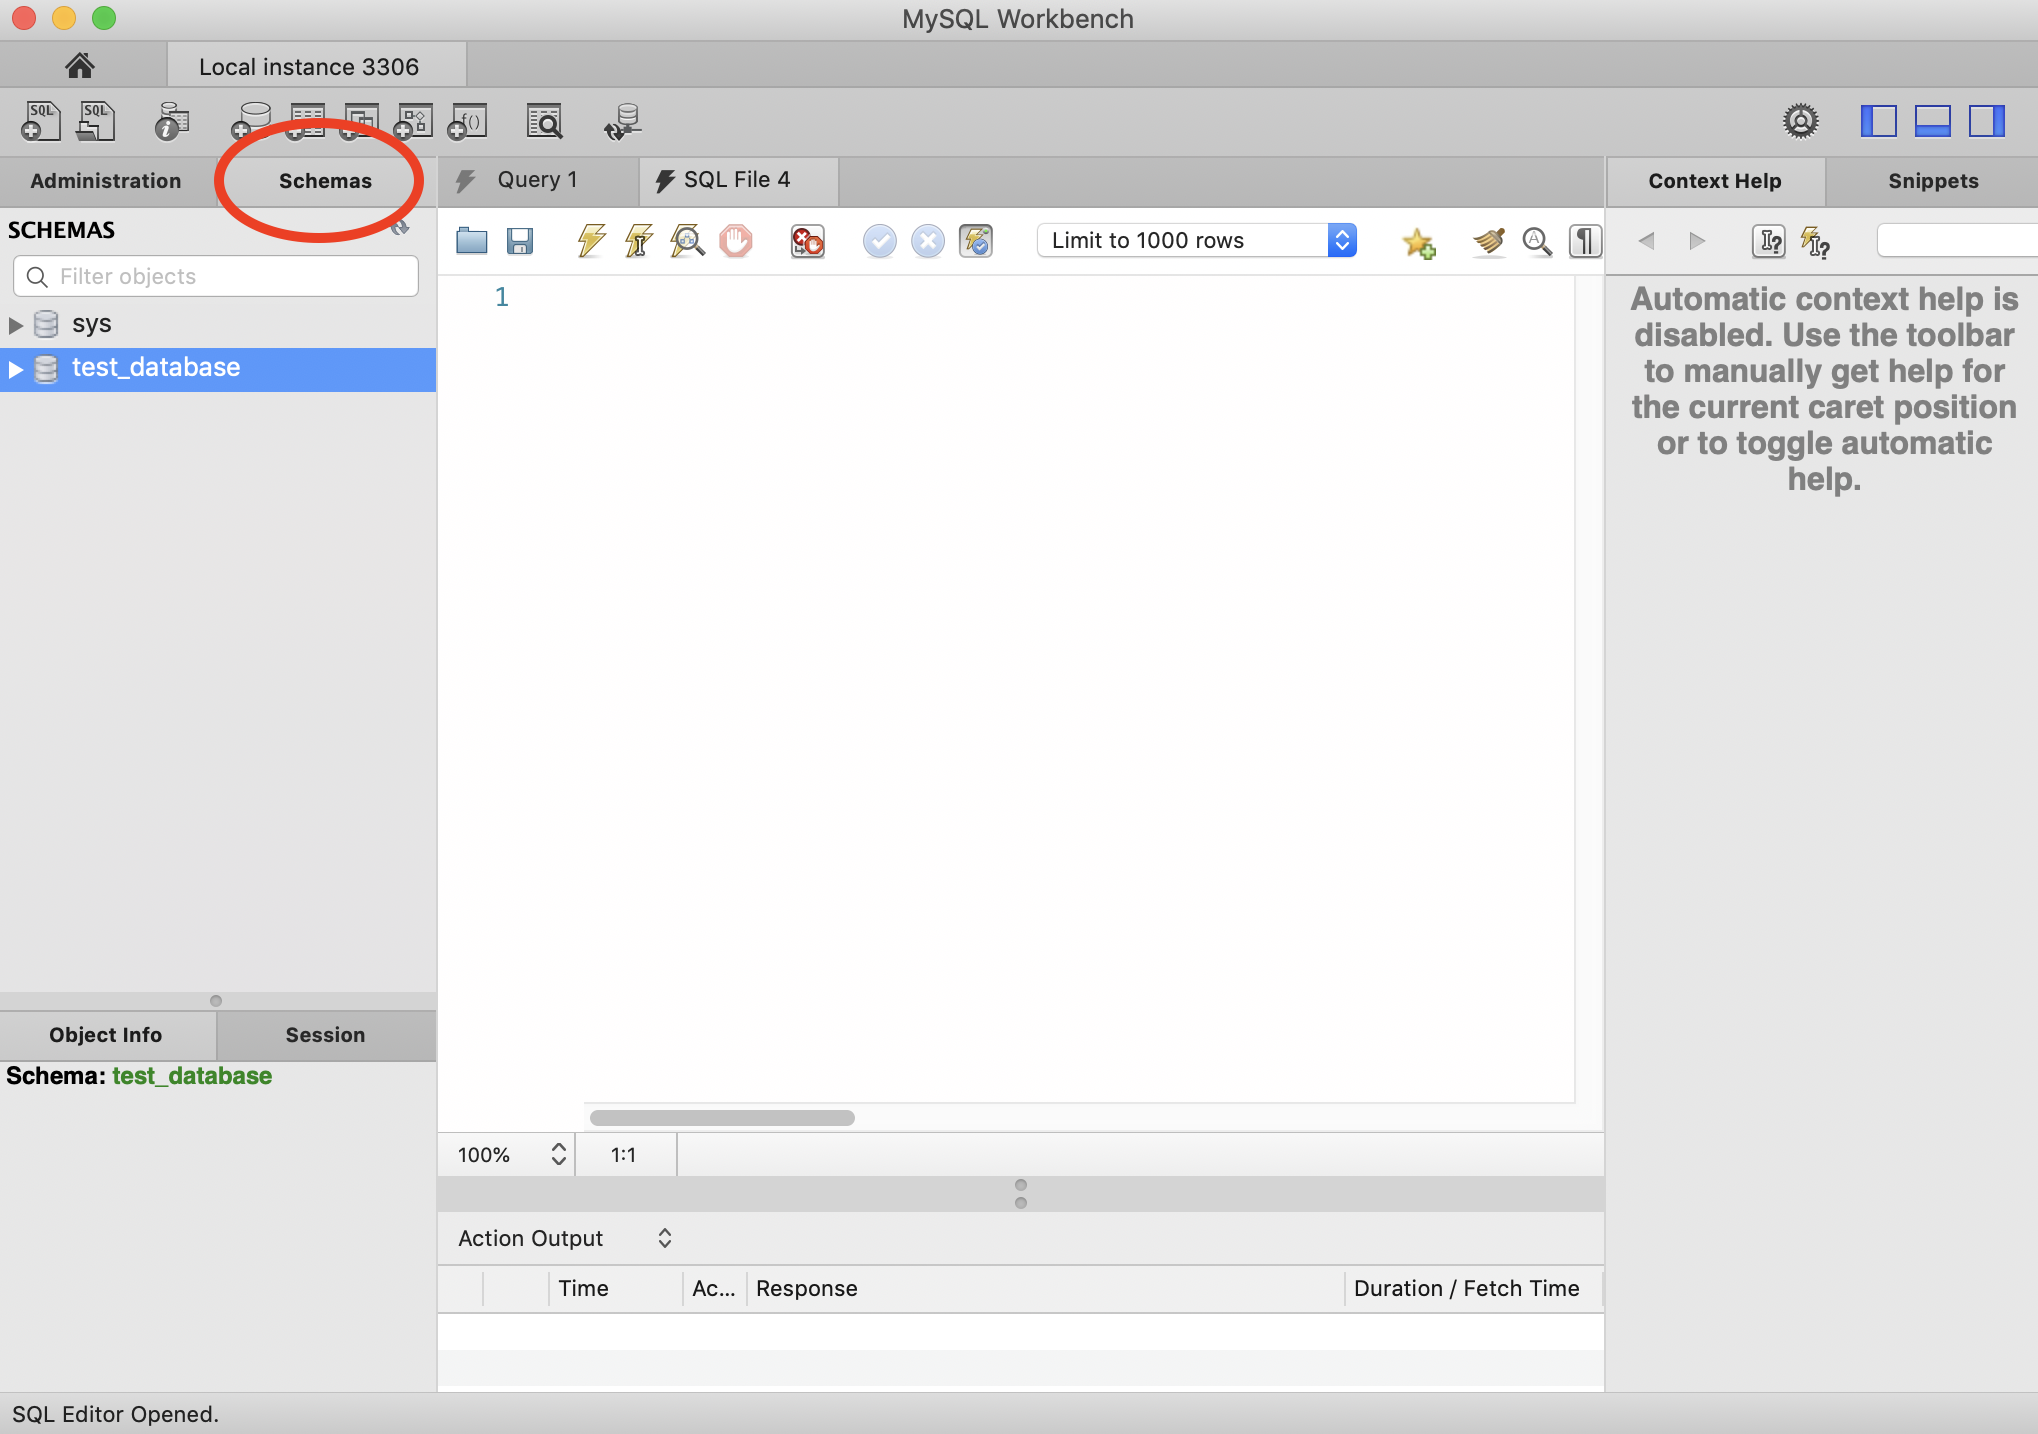 MySQL Workbench
Local instance 3306
SQL SQL
f()
Administration Schemas
Query 1 SQL File 4
Context Help Snippets
SCHEMAS
Limit to 1000 rows
Filter objects
1
sys
test_database
Automatic context help is
disabled. Use the toolbar
to manually get help for
the current caret position
or to toggle automatic
help.
Object Info Session
Schema: test_database
100% 1:1
Action Output
Time Ac... Response Duration / Fetch Time
SQL Editor Opened.